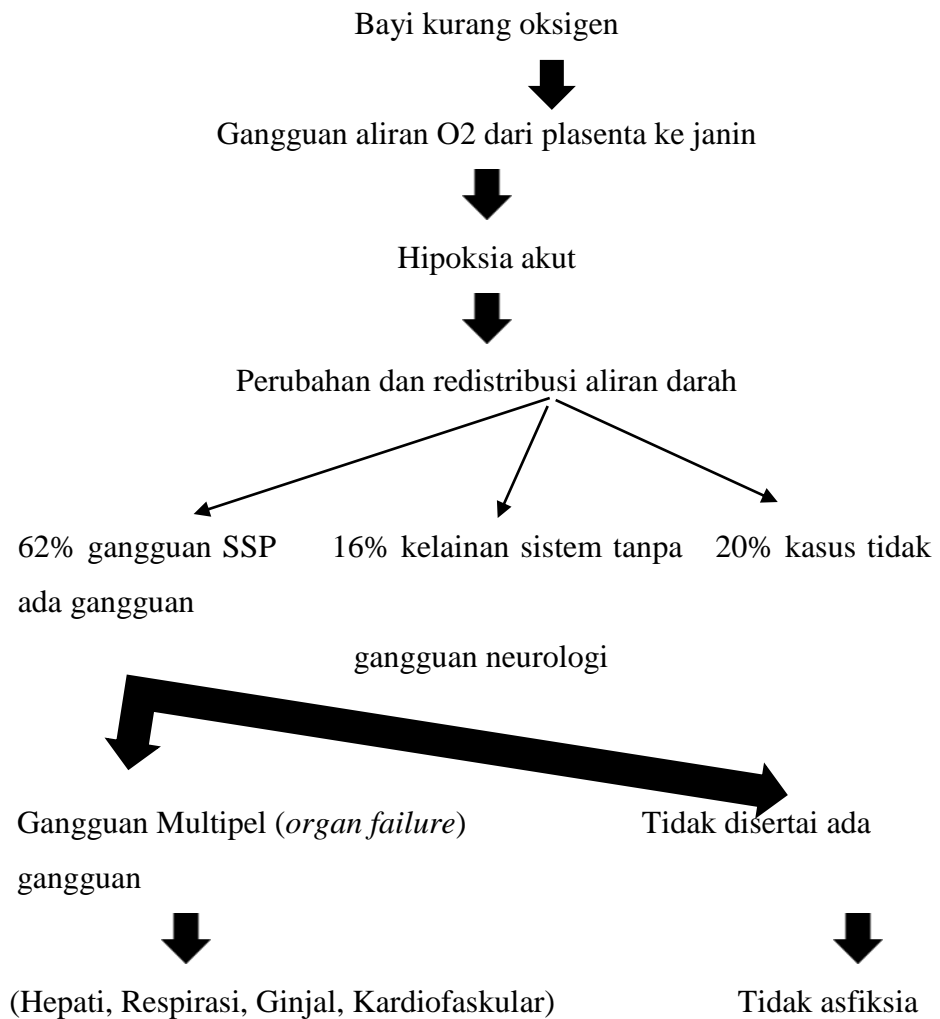 Bayi kurang oksigen
Gangguan aliran O2 dari plasenta ke janin
Hipoksia akut
Perubahan dan redistribusi aliran darah
62% gangguan SSP 16% kelainan sistem tanpa 20% kasus tidak
ada gangguan
gangguan neurologi
Gangguan Multipel (organ failure) Tidak disertai ada
gangguan
(Hepati, Respirasi, Ginjal, Kardiofaskular) Tidak asfiksia